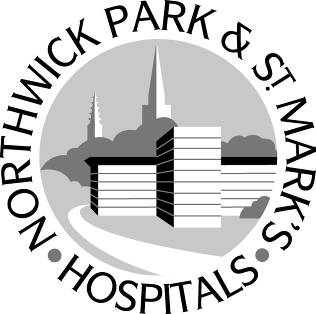 NORTHWICK PARK & ST. MARK'S
• HOSPITALS •